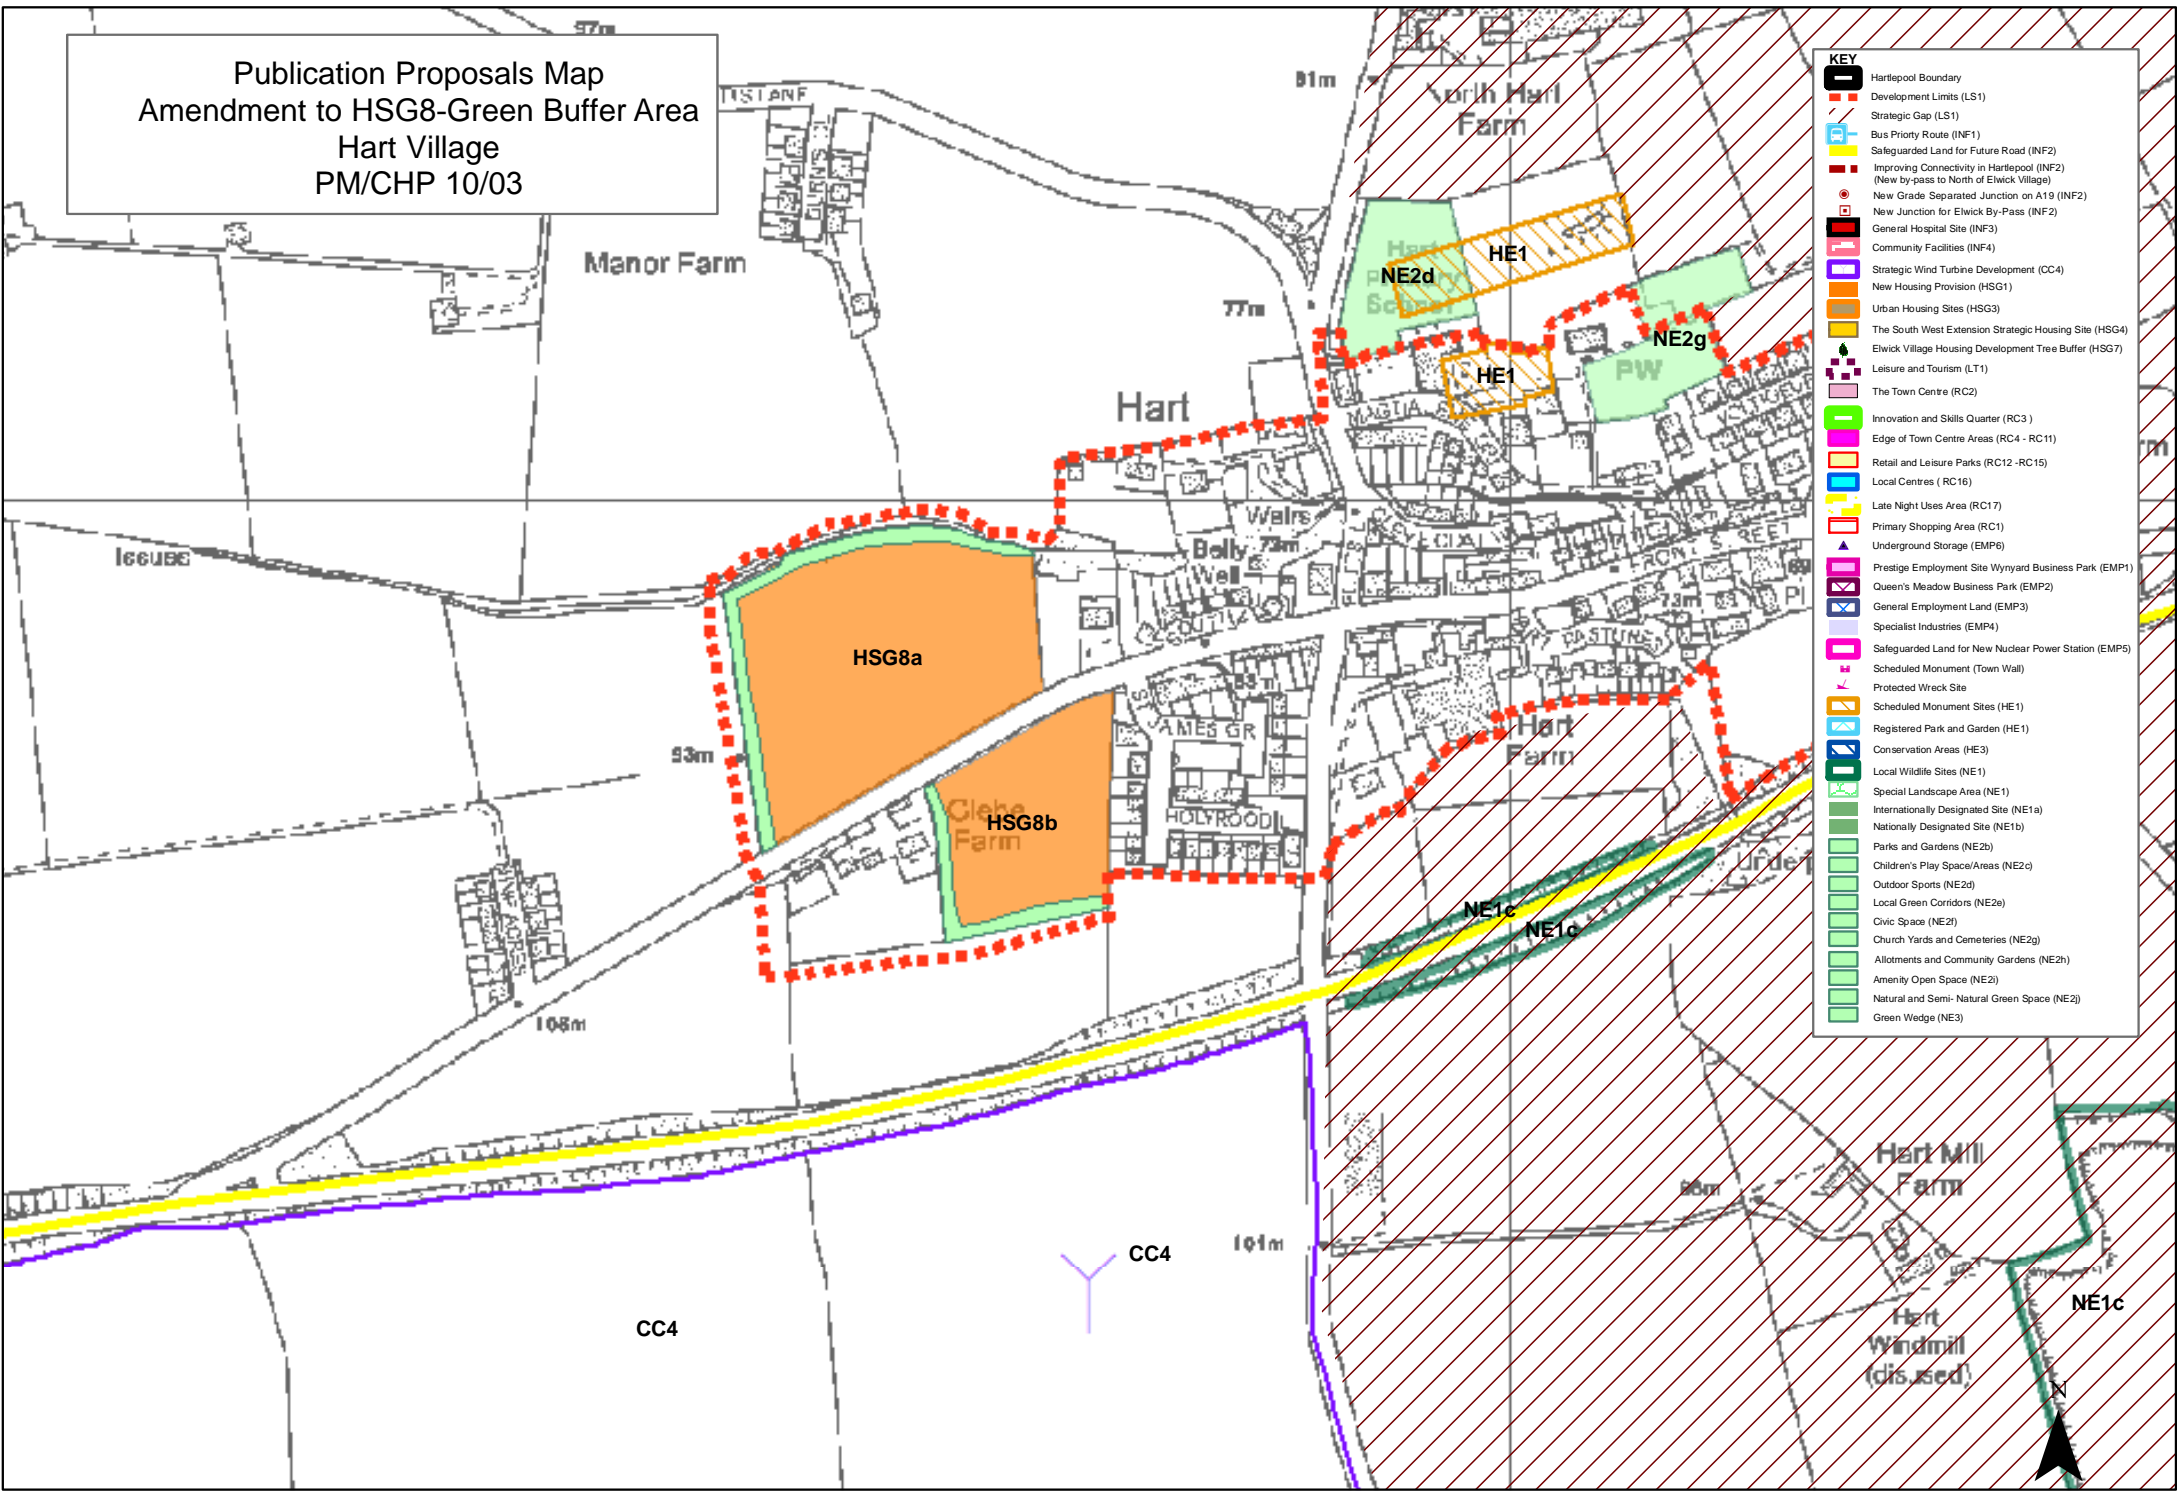 Publication Proposals Map
Amendment to HSG8-Green Buffer Area
Hart Village
PM/CHP 10/03
97m
81m
North Hart
Farm
Manor Farm
77m
Hart
Primary
School
NE2d
HE1
NE2g
HE1
PW
Hart
Issues
HSG8a
93m
Glebe
Farm
HSG8b
HOLYROOD
Hart
Farm
NE1c
NE1c
108m
CC4
CC4
101m
Hart Mill
Farm
Hart
Windmill
(disused)
NE1c
N
KEY
Hartlepool Boundary
Development Limits (LS1)
Strategic Gap (LS1)
Bus Priorty Route (INF1)
Safeguarded Land for Future Road (INF2)
Improving Connectivity in Hartlepool (INF2)
(New by-pass to North of Elwick Village)
New Grade Separated Junction on A19 (INF2)
New Junction for Elwick By-Pass (INF2)
General Hospital Site (INF3)
Community Facilities (INF4)
Strategic Wind Turbine Development (CC4)
New Housing Provision (HSG1)
Urban Housing Sites (HSG3)
The South West Extension Strategic Housing Site (HSG4)
Elwick Village Housing Development Tree Buffer (HSG7)
Leisure and Tourism (LT1)
The Town Centre (RC2)
Innovation and Skills Quarter (RC3 )
Edge of Town Centre Areas (RC4 - RC11)
Retail and Leisure Parks (RC12 -RC15)
Local Centres ( RC16)
Late Night Uses Area (RC17)
Primary Shopping Area (RC1)
Underground Storage (EMP6)
Prestige Employment Site Wynyard Business Park (EMP1)
Queen's Meadow Business Park (EMP2)
General Employment Land (EMP3)
Specialist Industries (EMP4)
Safeguarded Land for New Nuclear Power Station (EMP5)
Scheduled Monument (Town Wall)
Protected Wreck Site
Scheduled Monument Sites (HE1)
Registered Park and Garden (HE1)
Conservation Areas (HE3)
Local Wildlife Sites (NE1)
Special Landscape Area (NE1)
Internationally Designated Site (NE1a)
Nationally Designated Site (NE1b)
Parks and Gardens (NE2b)
Children's Play Space/Areas (NE2c)
Outdoor Sports (NE2d)
Local Green Corridors (NE2e)
Civic Space (NE2f)
Church Yards and Cemeteries (NE2g)
Allotments and Community Gardens (NE2h)
Amenity Open Space (NE2i)
Natural and Semi- Natural Green Space (NE2j)
Green Wedge (NE3)